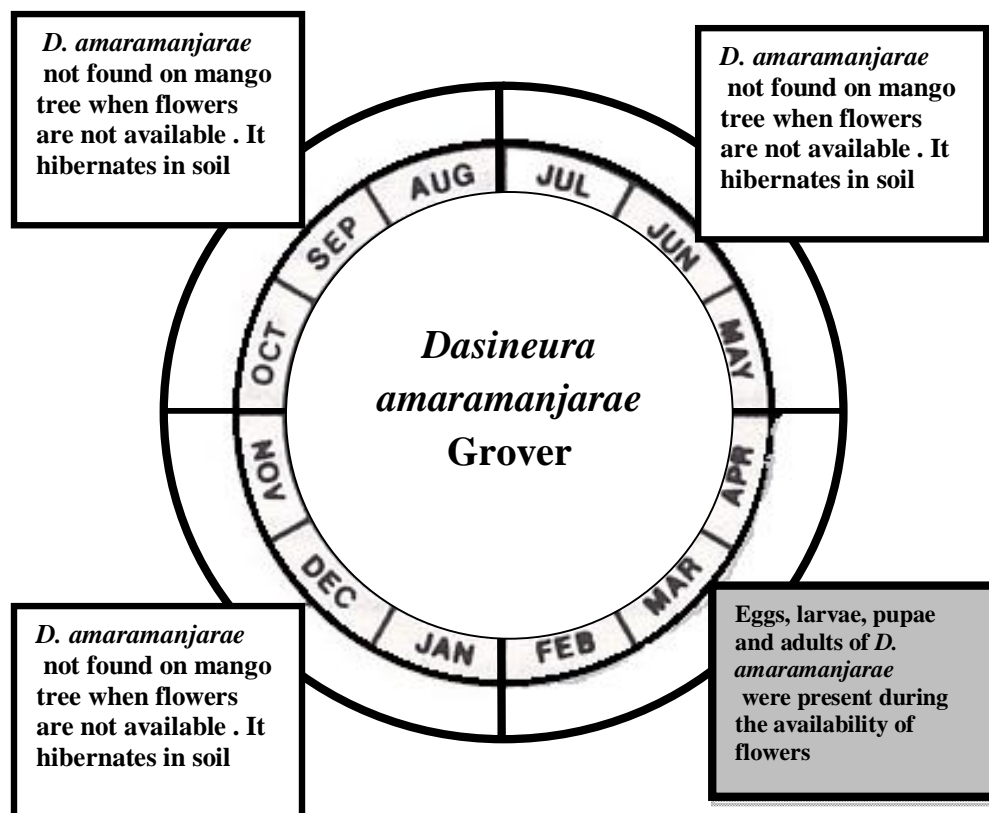 D. amaramanjarae
not found on mango
tree when flowers
are not available . It
hibernates in soil
D. amaramanjarae
not found on mango
tree when flowers
are not available . It
hibernates in soil
AUG
JUL
SEP
JUN
OCT
MAY
Dasineura
amaramanjarae
Grover
NOV
APR
DEC
MAR
JAN
FEB
D. amaramanjarae
not found on mango
tree when flowers
are not available . It
hibernates in soil
Eggs, larvae, pupae
and adults of D.
amaramanjarae
were present during
the availability of
flowers